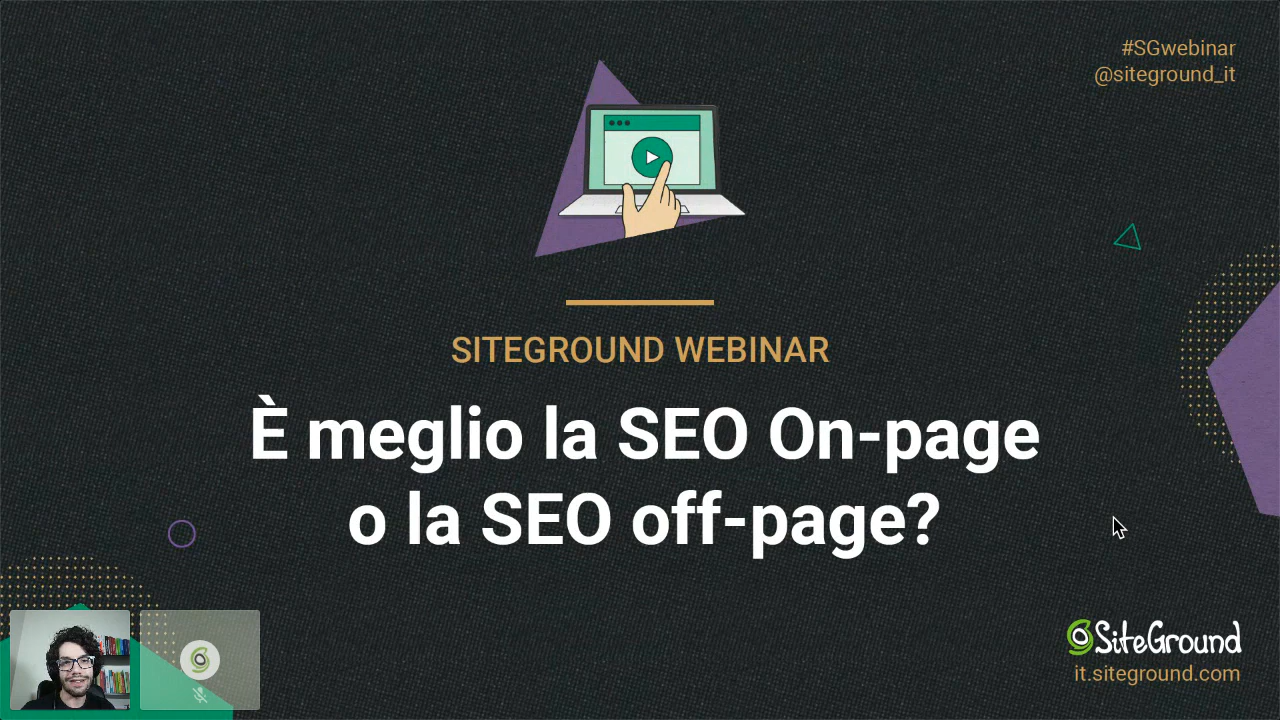 #SGwebinar
@siteground_it
SITEGROUND WEBINAR
È meglio la SEO On-page
o la SEO off-page?
SiteGround
it.siteground.com